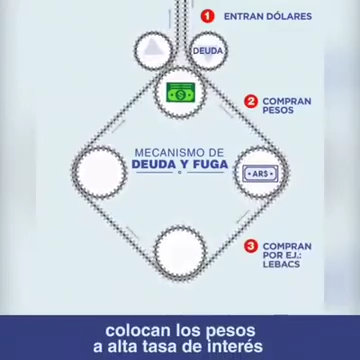 1 ENTRAN DÓLARES
DEUDA
$
2 COMPRAN
PESOS
MECANISMO DE
DEUDA Y FUGA
• ARS •
3 COMPRAN
POR EJ.:
LEBACS
colocan los pesos
a alta tasa de interés